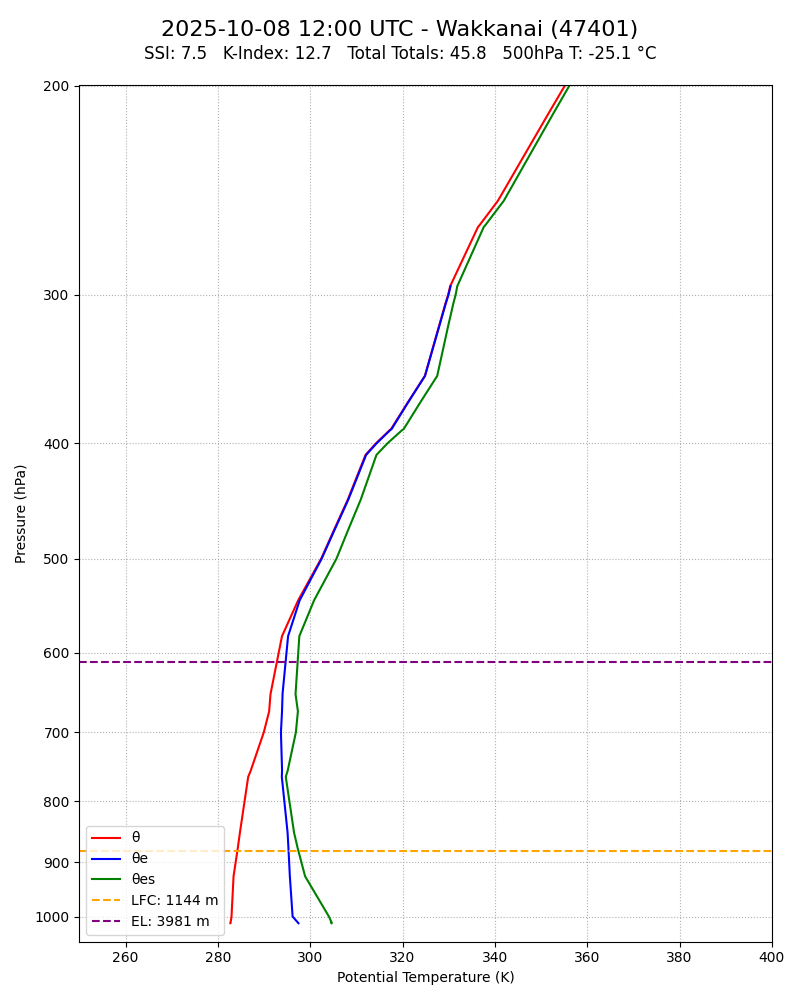 2025-10-08 12:00 UTC - Wakkanai (47401)
SSI: 7.5   K-Index: 12.7   Total Totals: 45.8   500hPa T: -25.1 °C
200
300
400
500
600
700
800
900
1000
Pressure (hPa)
θ
θe
θes
LFC: 1144 m
EL: 3981 m
260 280 300 320 340 360 380 400
Potential Temperature (K)